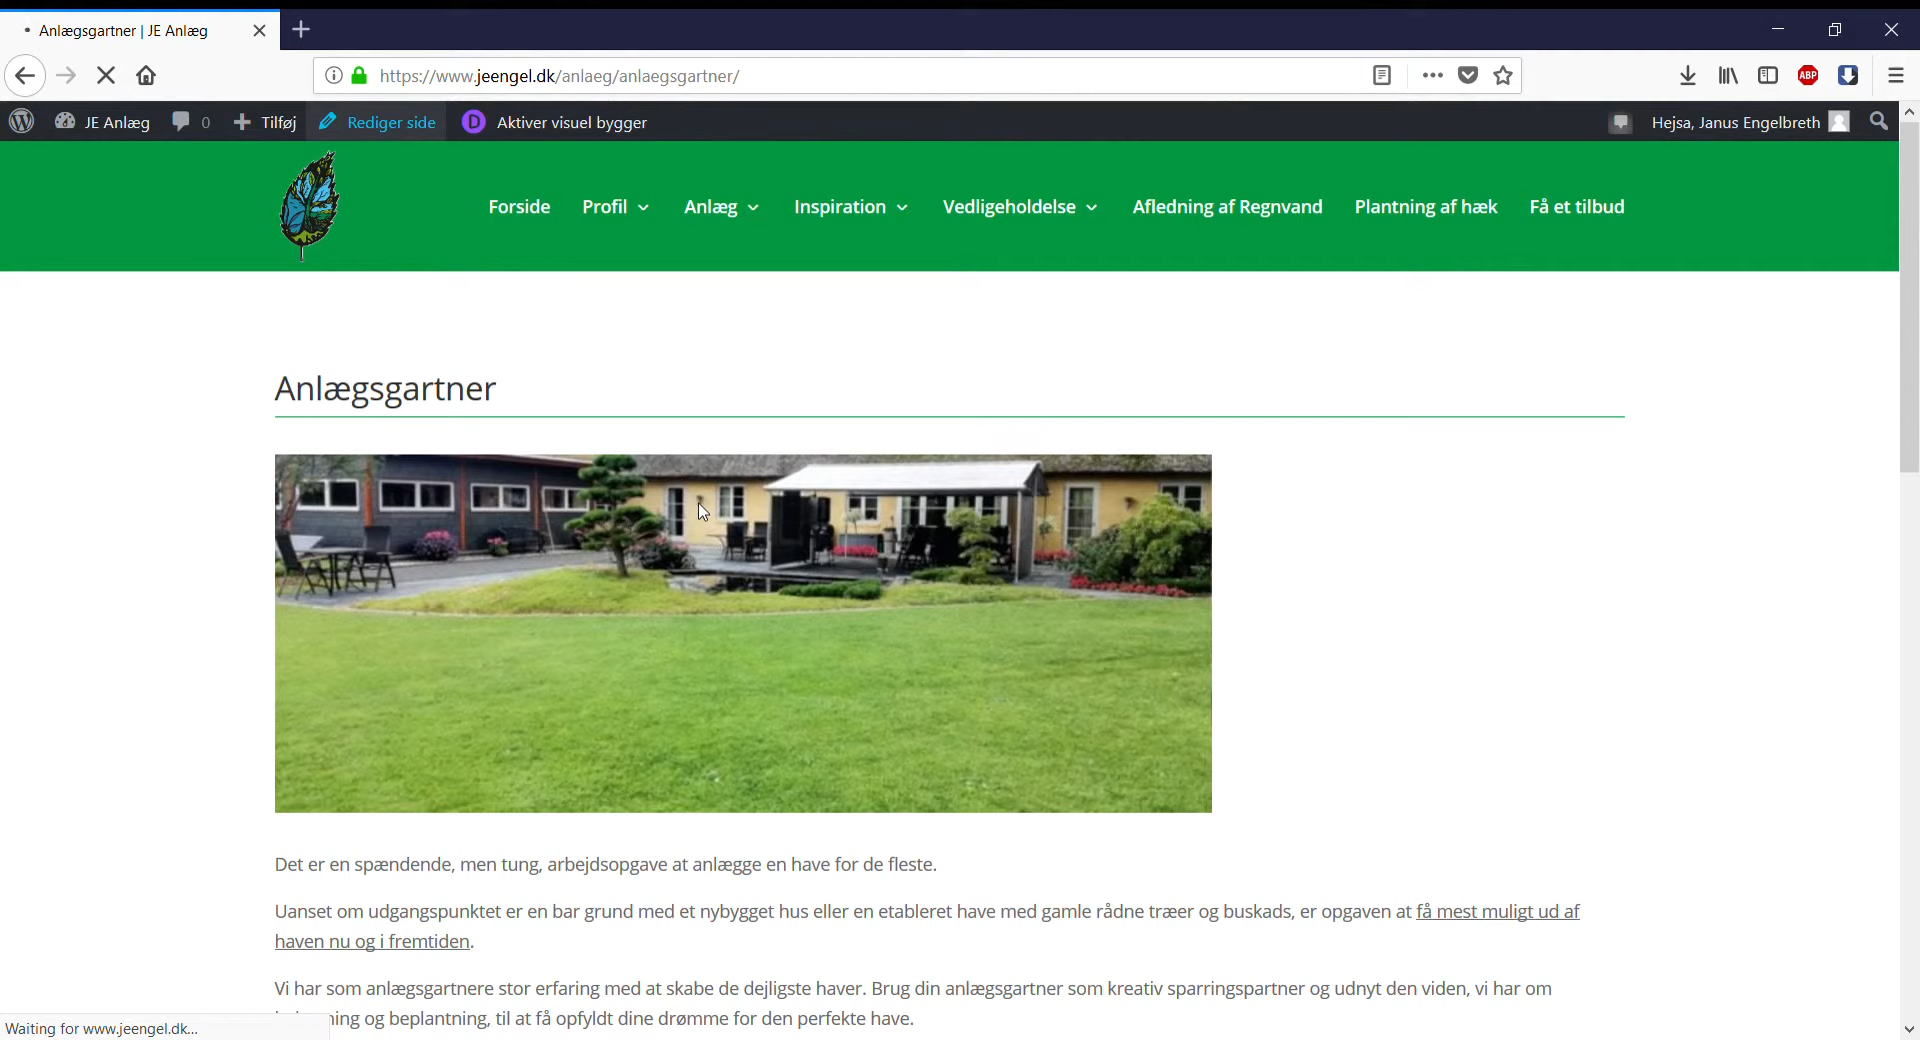 Anlægsgartner | JE Anlæg
https://www.jeengel.dk/anlaeg/anlaegsgartner/
ABP
JE Anlæg 0 Tilføj Rediger side D Aktiver visuel bygger Hejsa, Janus Engelbreth
Forside Profil Anlæg Inspiration Vedligeholdelse Afledning af Regnvand Plantning af hæk Få et tilbud
Anlægsgartner
Det er en spændende, men tung, arbejdsopgave at anlægge en have for de fleste.
Uanset om udgangspunktet er en bar grund med et nybygget hus eller en etableret have med gamle rådne træer og buskads, er opgaven at få mest muligt ud af
haven nu og i fremtiden.
Vi har som anlægsgartnere stor erfaring med at skabe de dejligste haver. Brug din anlægsgartner som kreativ sparringspartner og udnyt den viden, vi har om
og beplantning, til at få opfyldt dine drømme for den perfekte have.
Waiting for www.jeengel.dk...